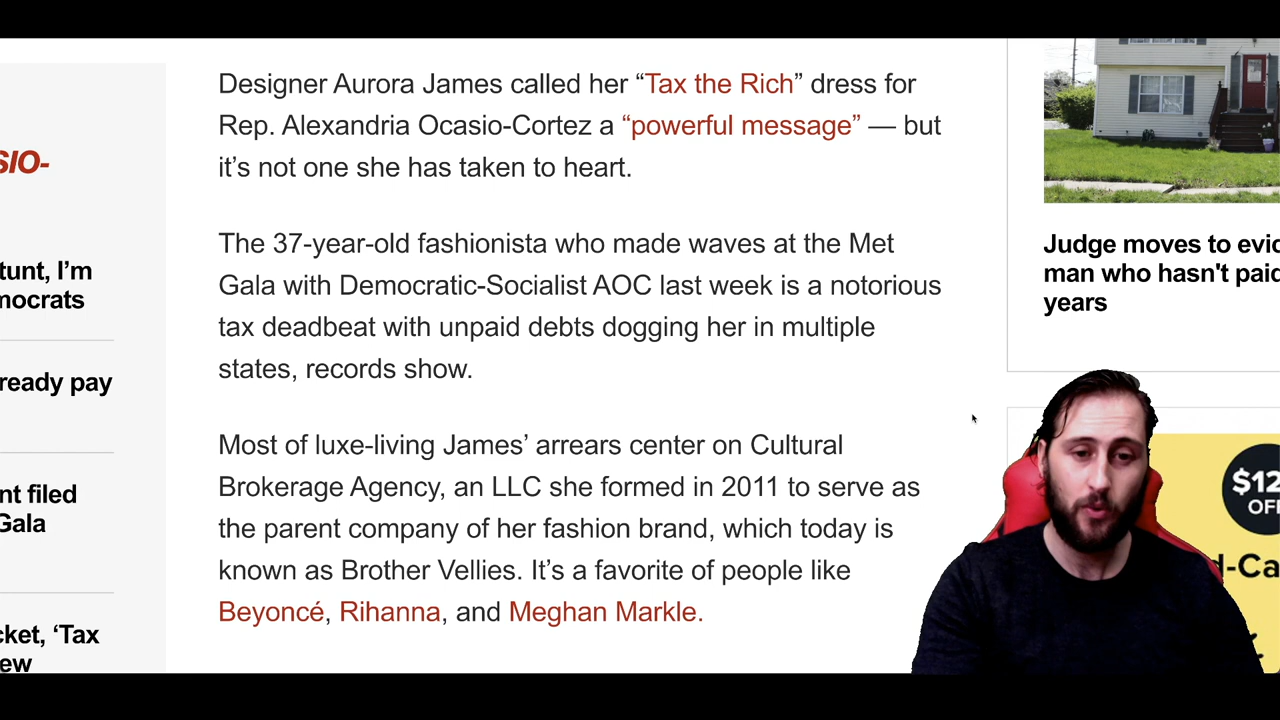 Designer Aurora James called her “Tax the Rich” dress for
Rep. Alexandria Ocasio-Cortez a “powerful message” — but
it’s not one she has taken to heart.
The 37-year-old fashionista who made waves at the Met
Gala with Democratic-Socialist AOC last week is a notorious
tax deadbeat with unpaid debts dogging her in multiple
states, records show.
Most of luxe-living James’ arrears center on Cultural
Brokerage Agency, an LLC she formed in 2011 to serve as
the parent company of her fashion brand, which today is
known as Brother Vellies. It’s a favorite of people like
Beyoncé, Rihanna, and Meghan Markle.
SIO-
tunt, I’m
mocrats
ready pay
nt filed
Gala
cket, ‘Tax
ew
Judge moves to evic
man who hasn't paid
years
$12
OF
d-Ca